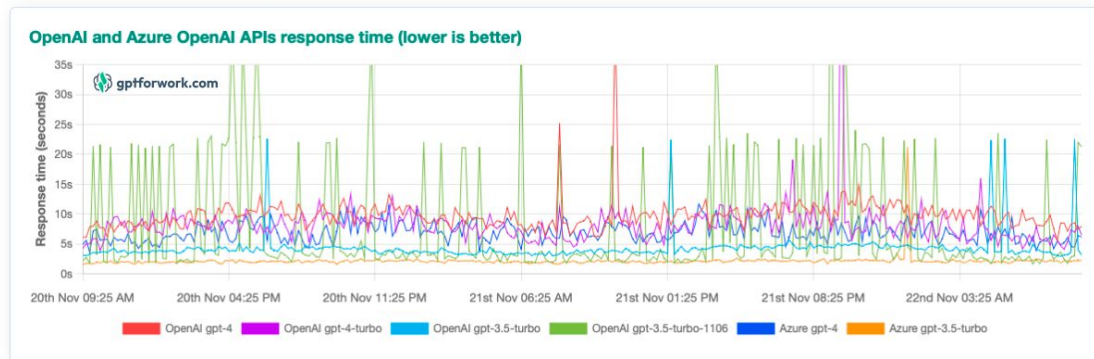 OpenAI and Azure OpenAI APIs response time (lower is better)
35s
gptforwork.com
30s
25s
20s
15s
10s
5s
0s
Response time (seconds)
20th Nov 09:25 AM 20th Nov 04:25 PM 20th Nov 11:25 PM 21st Nov 06:25 AM 21st Nov 01:25 PM 21st Nov 08:25 PM 22nd Nov 03:25 AM
OpenAI gpt-4 OpenAI gpt-4-turbo OpenAI gpt-3.5-turbo OpenAI gpt-3.5-turbo-1106 Azure gpt-4 Azure gpt-3.5-turbo